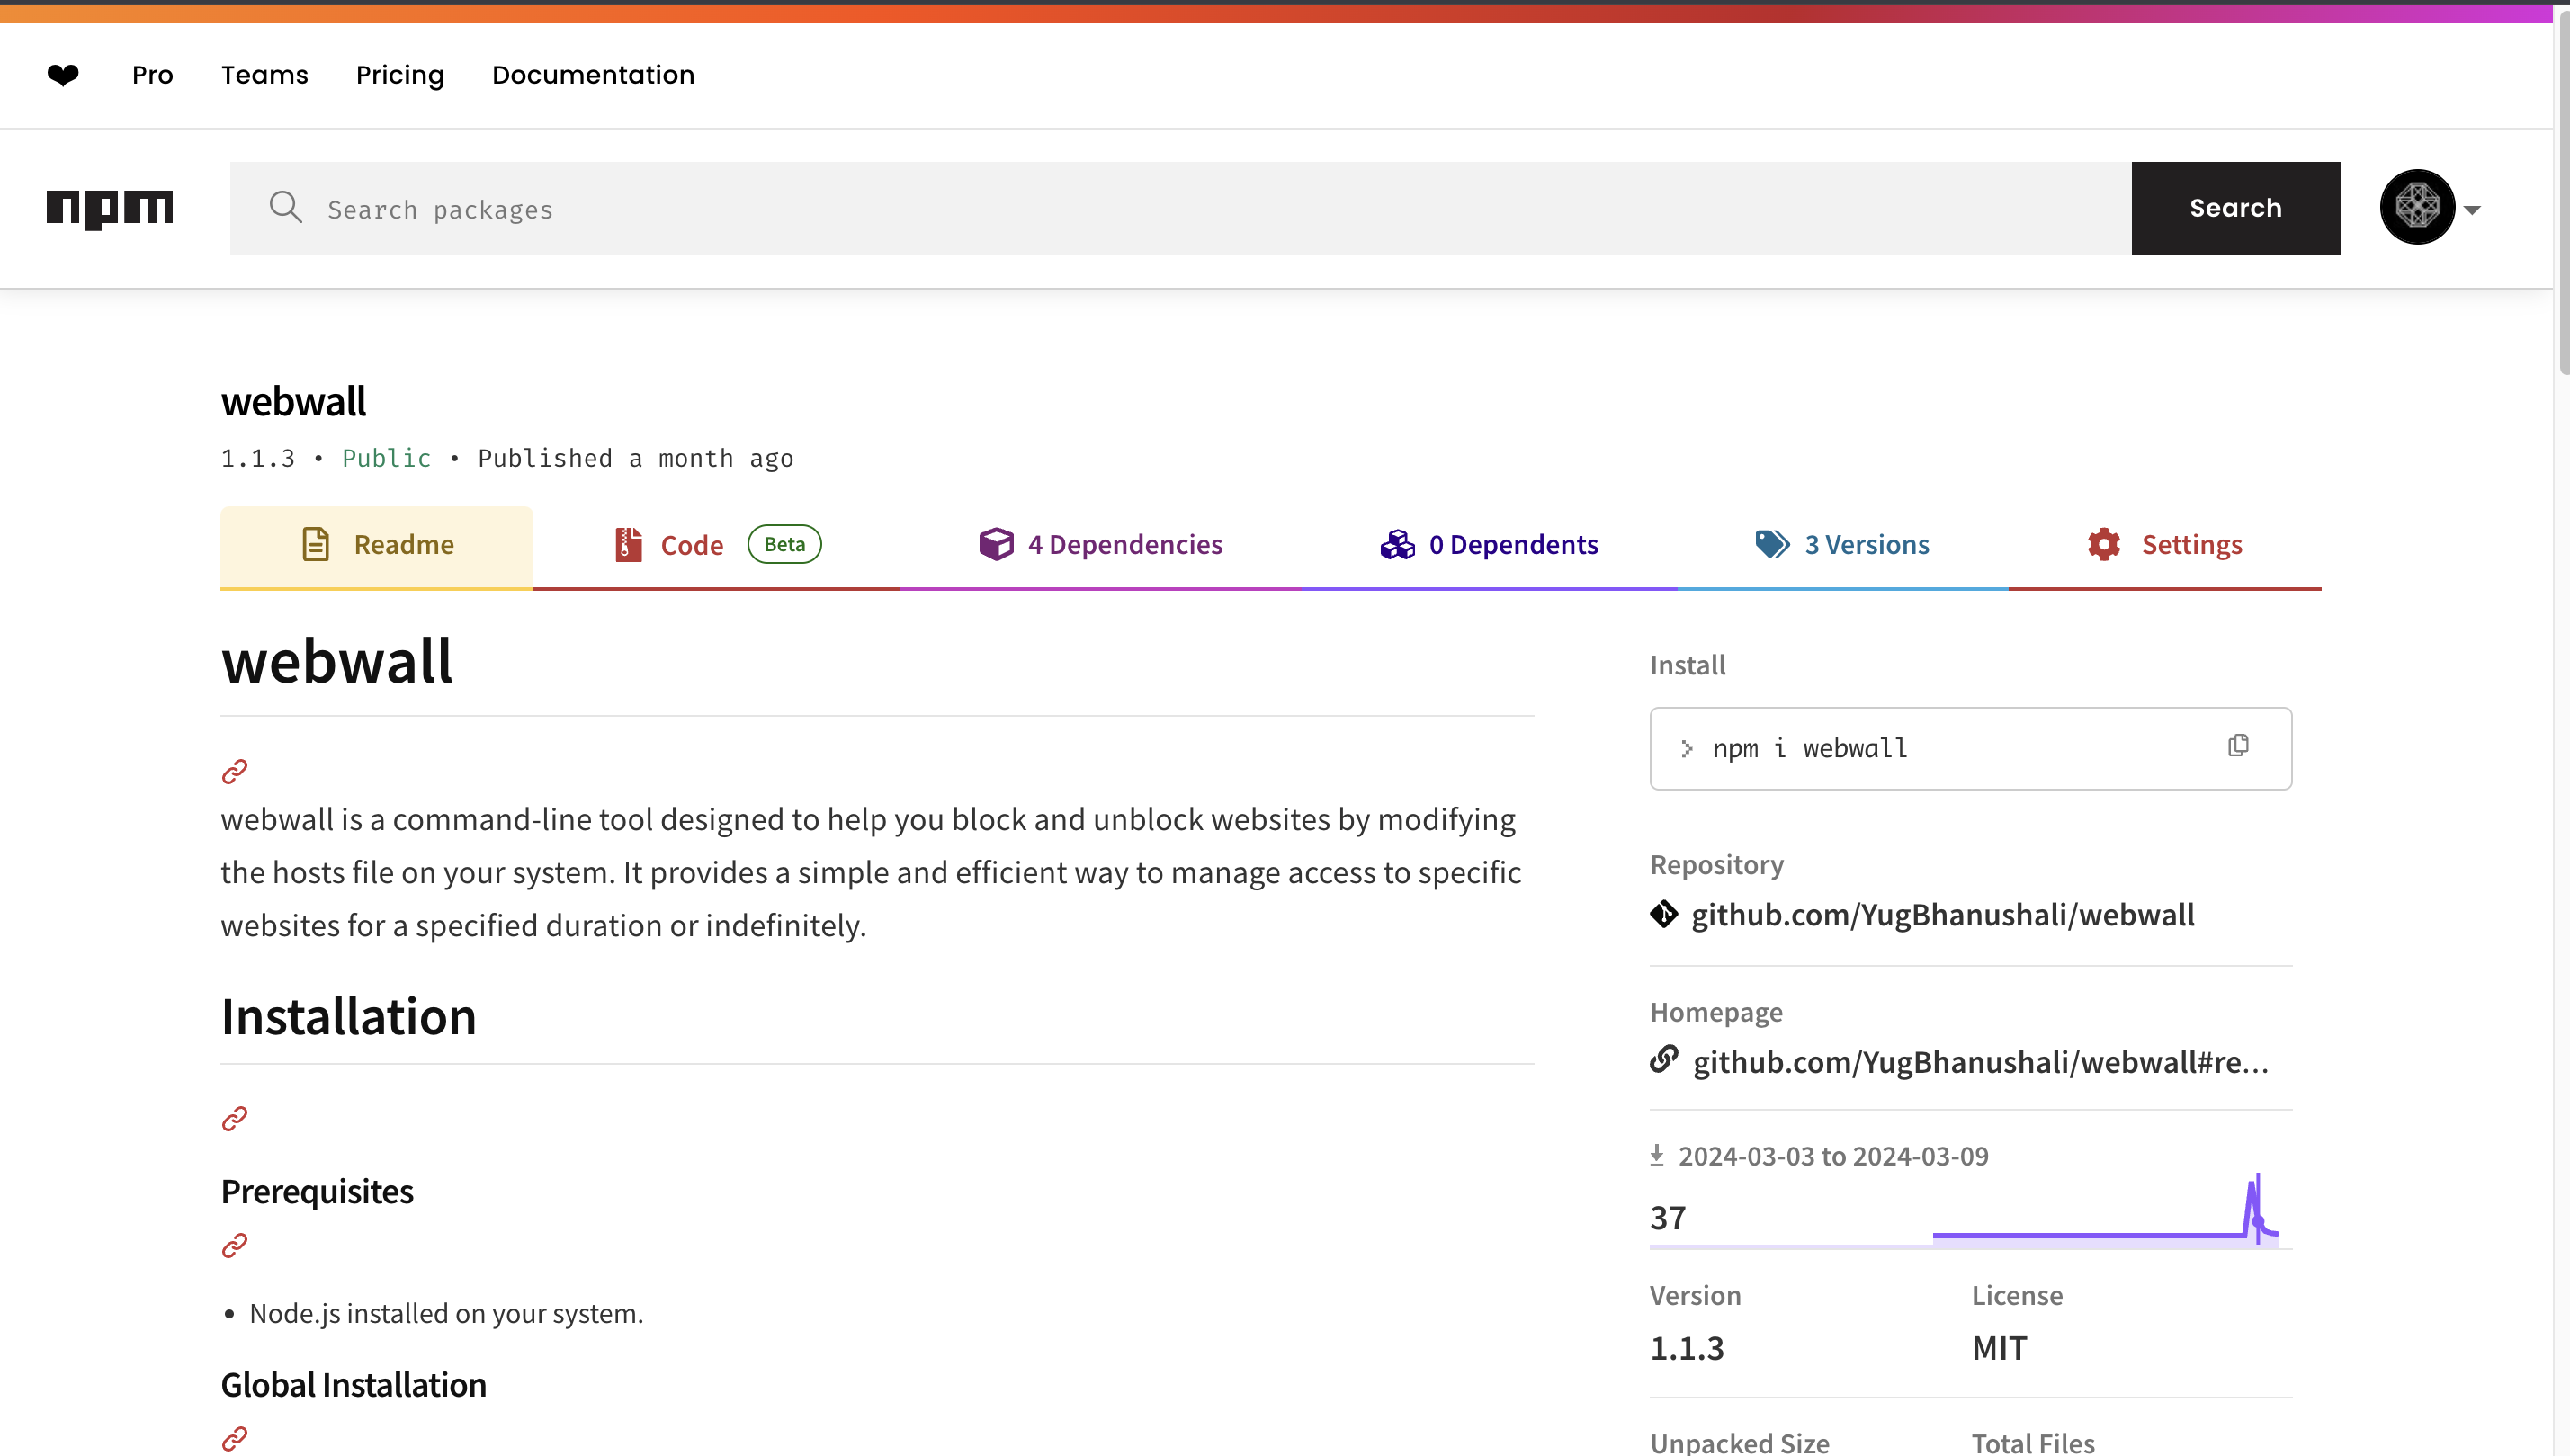 ❤ Pro Teams Pricing Documentation
npm Search packages Search
webwall
1.1.3 • Public • Published a month ago
Readme Code Beta 4 Dependencies 0 Dependents 3 Versions Settings
webwall
webwall is a command-line tool designed to help you block and unblock websites by modifying
the hosts file on your system. It provides a simple and efficient way to manage access to specific
websites for a specified duration or indefinitely.
Installation
Prerequisites
• Node.js installed on your system.
Global Installation
Install
> npm i webwall
Repository
github.com/YugBhanushali/webwall
Homepage
github.com/YugBhanushali/webwall#re...
2024-03-03 to 2024-03-09
37
Version License
1.1.3 MIT
Unpacked Size Total Files